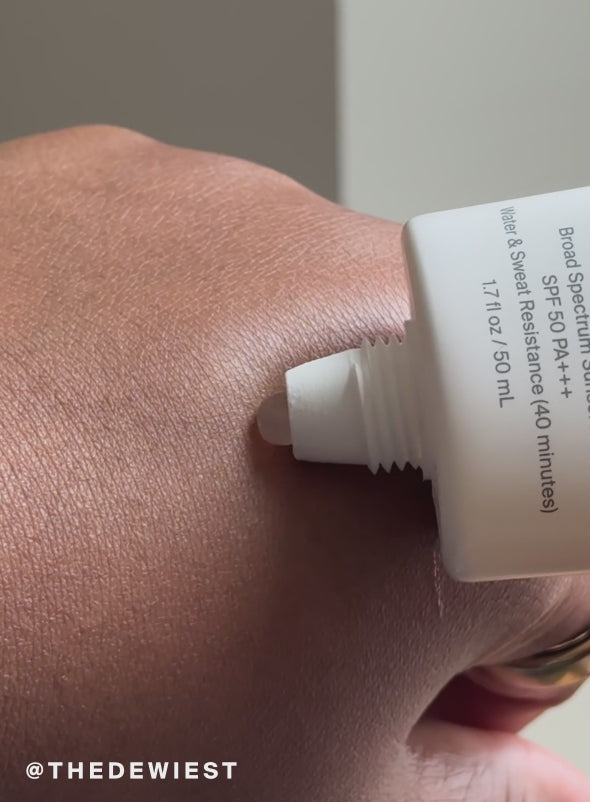 Broad Spectrum
SPF 50 PA+++
Water & Sweat Resistance (40 minutes)
1.7 fl oz / 50 mL
@THEDEWIEST